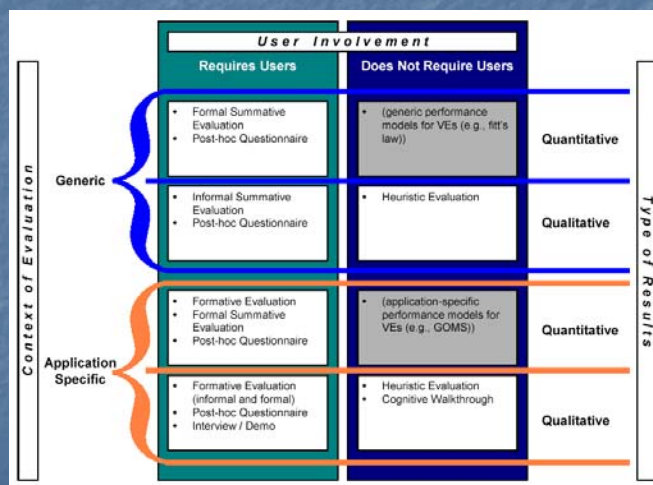 User Involvement
Requires Users
Does Not Require Users
Context of Evaluation
Generic
• Formal Summative
Evaluation
• Post-hoc Questionnaire
• (generic performance
models for VEs (e.g., fitt's
law))
Quantitative
• Informal Summative
Evaluation
• Post-hoc Questionnaire
• Heuristic Evaluation
Qualitative
Application
Specific
• Formative Evaluation
• Formal Summative
Evaluation
• Post-hoc Questionnaire
• (application-specific
performance models for
VEs (e.g., GOMS))
Quantitative
• Formative Evaluation
(informal and formal)
• Post-hoc Questionnaire
• Interview / Demo
• Heuristic Evaluation
• Cognitive Walkthrough
Qualitative
Type of Results